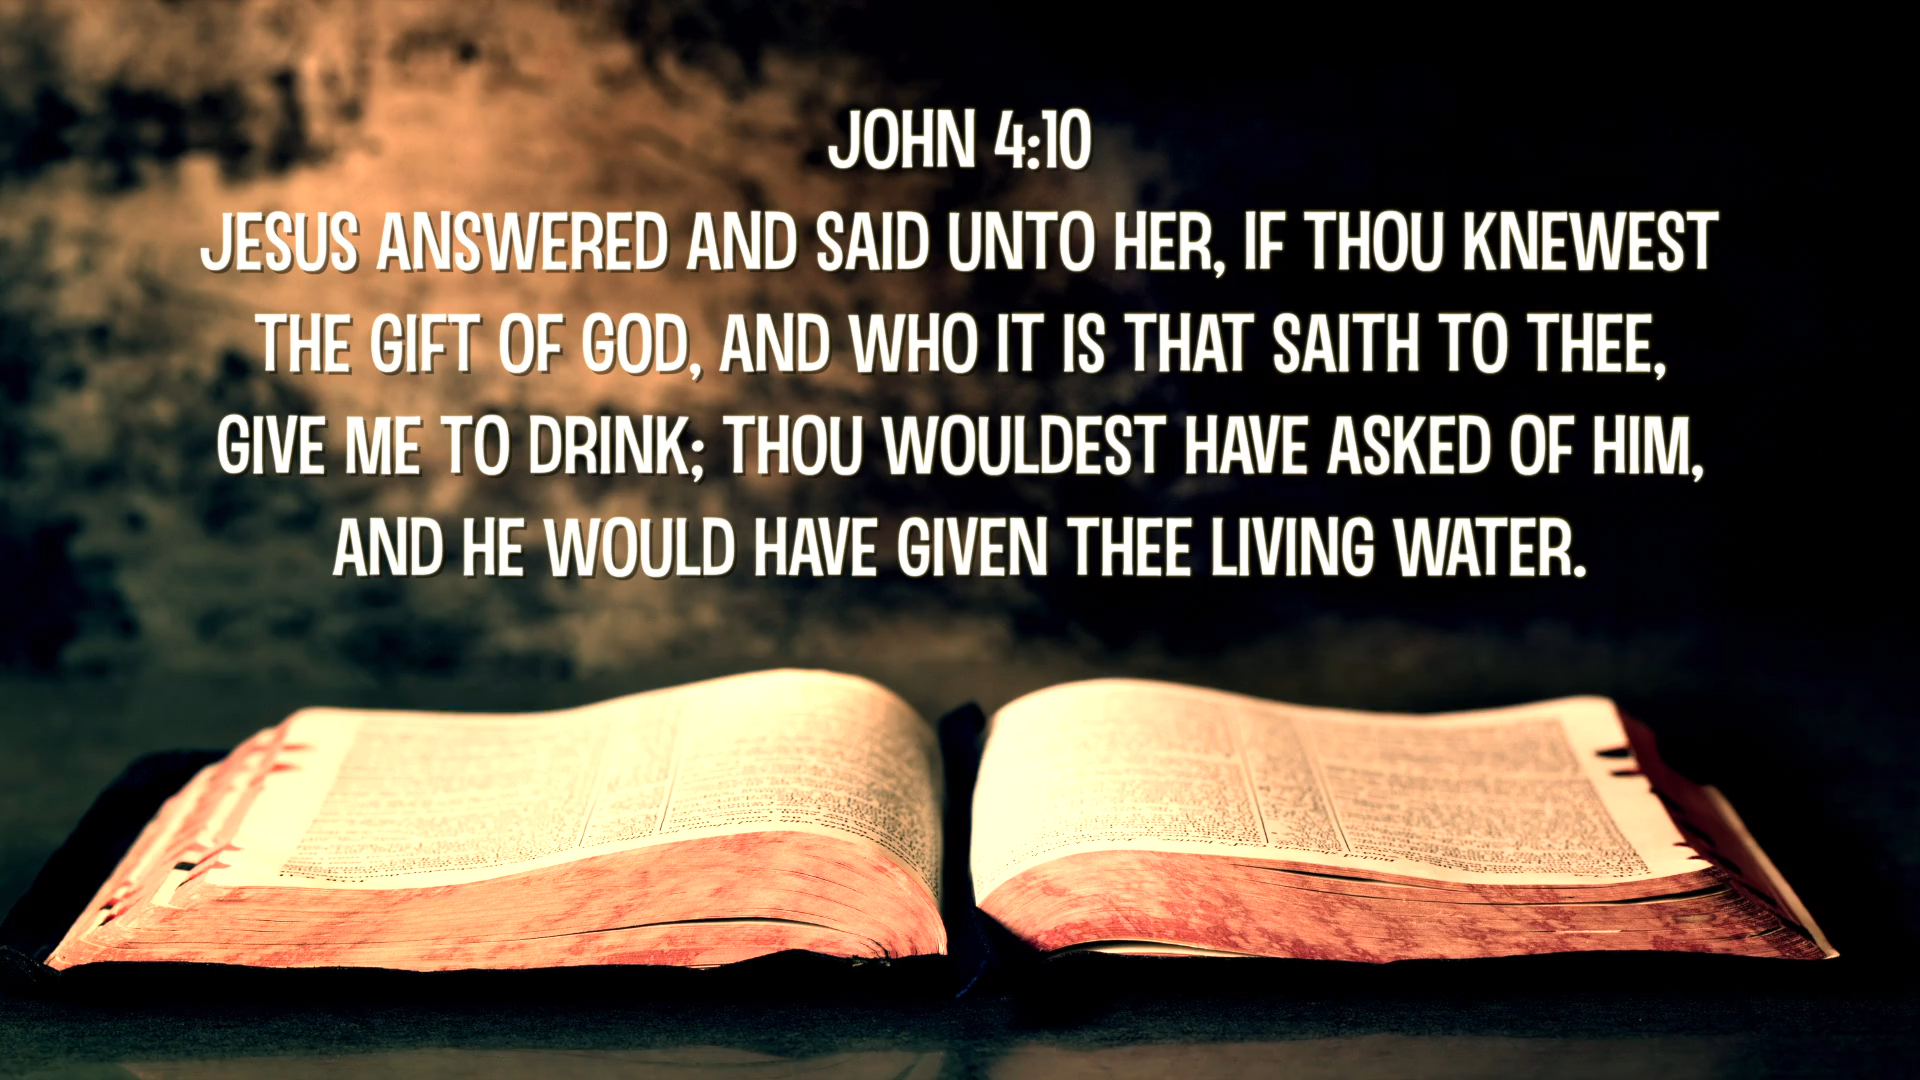 JOHN 4:10
JESUS ANSWERED AND SAID UNTO HER, IF THOU KNEWEST
THE GIFT OF GOD, AND WHO IT IS THAT SAITH TO THEE,
GIVE ME TO DRINK; THOU WOULDEST HAVE ASKED OF HIM,
AND HE WOULD HAVE GIVEN THEE LIVING WATER.